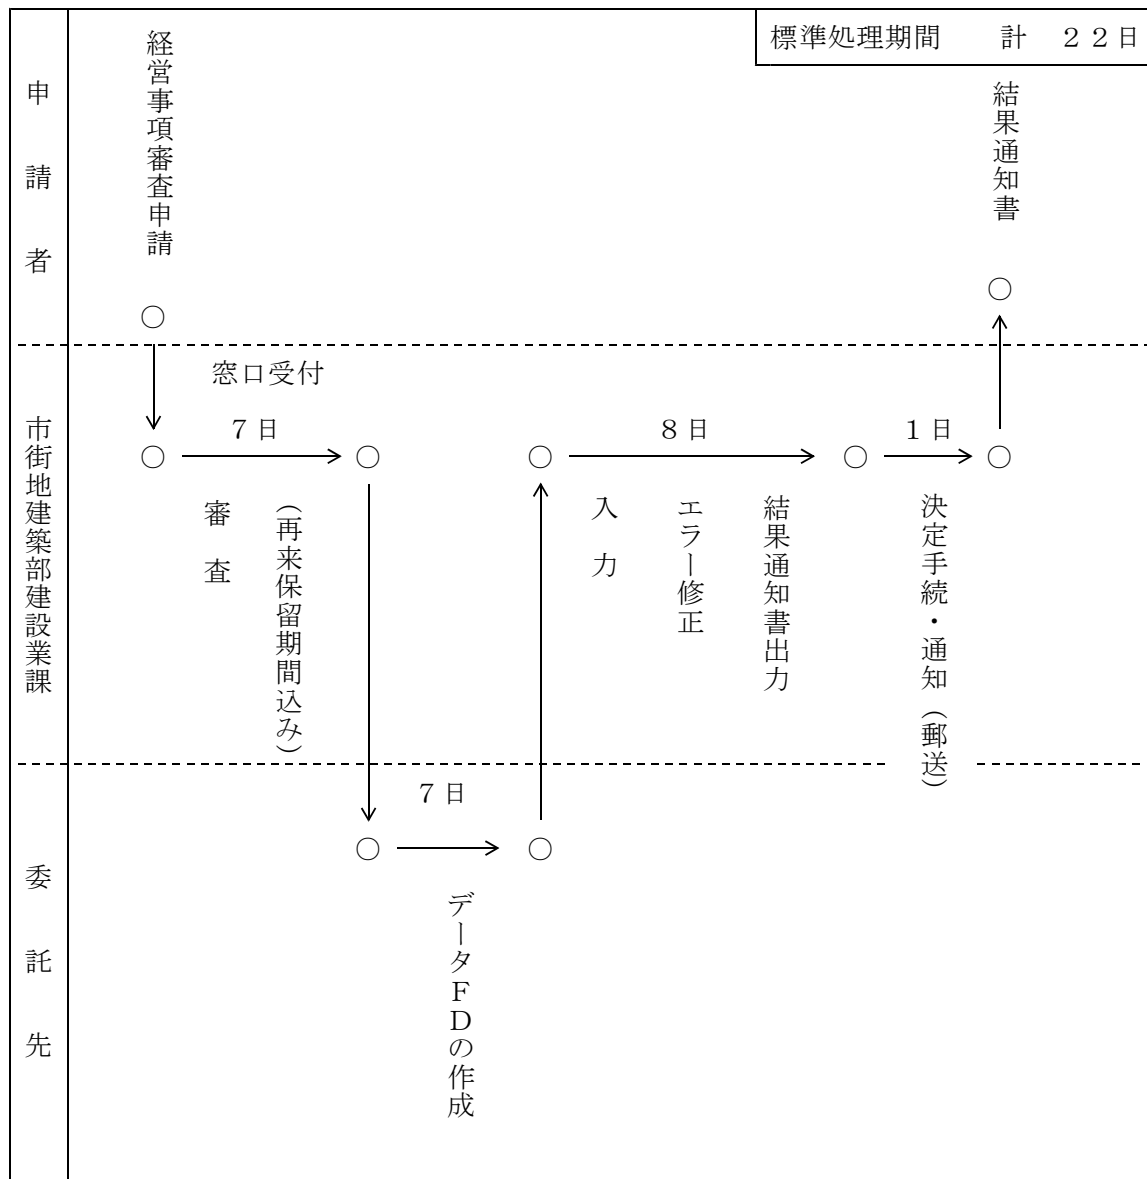 標準処理期間　計　２２日
申請者
経営事項審査申請
結果通知書
市街地建築部建設業課
窓口受付
７日
審査
（再来保留期間込み）
８日
入力
エラー修正
結果通知書出力
１日
決定手続・通知（郵送）
委託先
７日
データＦＤの作成